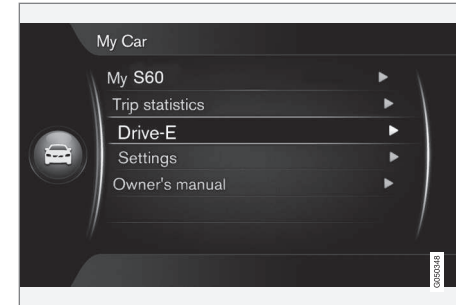 My Car
My S60
Trip statistics
Drive-E
Settings
Owner's manual
G050348